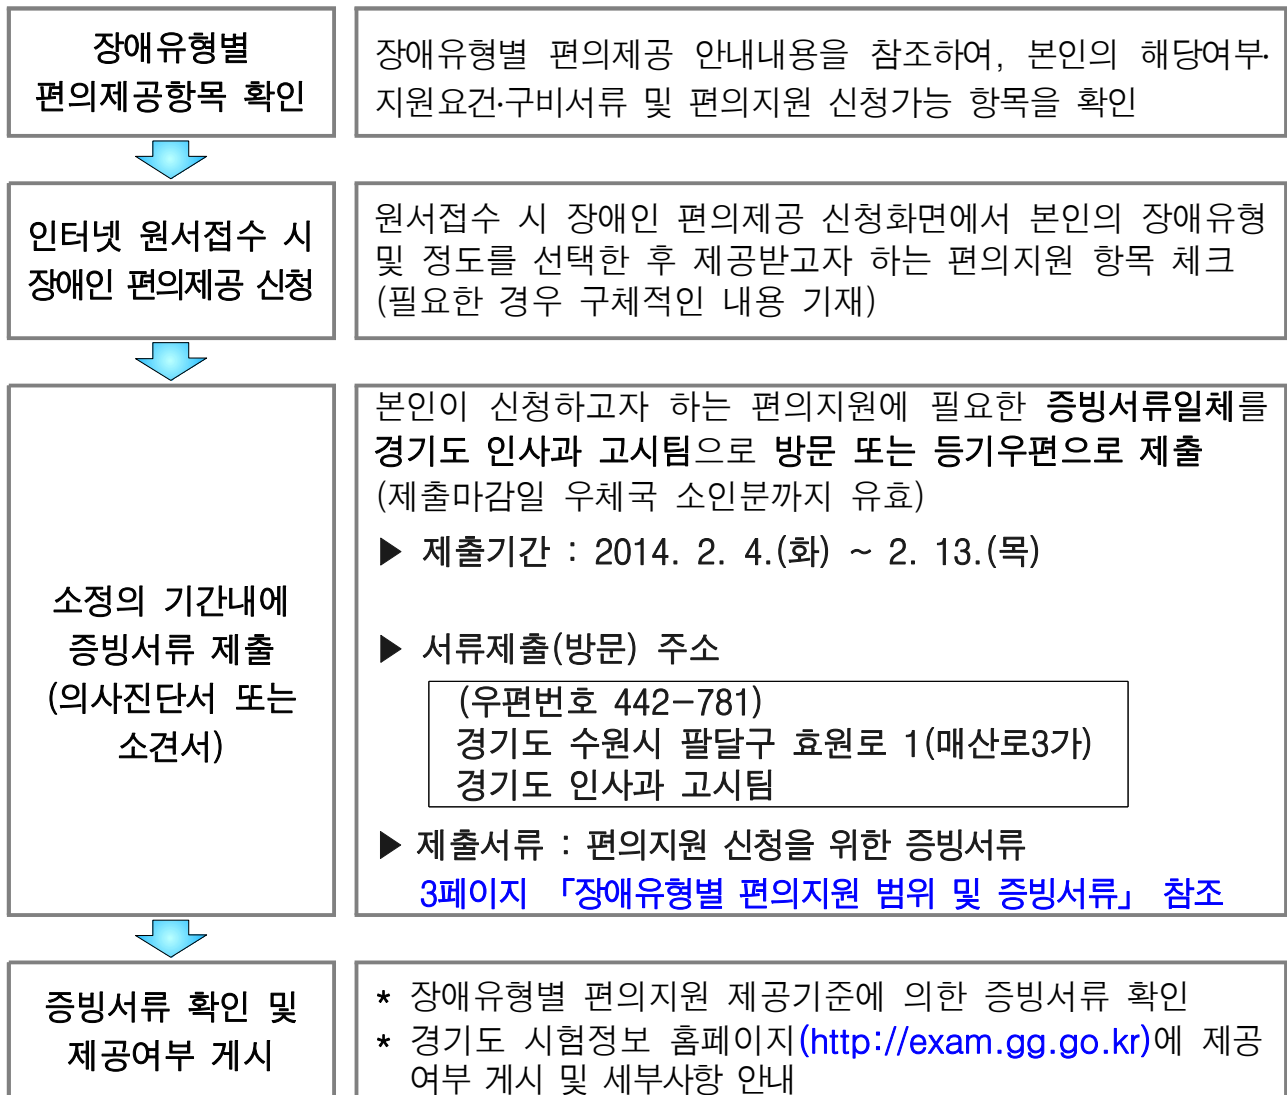 장애유형별
편의제공항목 확인
장애유형별 편의제공 안내내용을 참조하여, 본인의 해당여부·
지원요건·구비서류 및 편의지원 신청가능 항목을 확인
인터넷 원서접수 시
장애인 편의제공 신청
원서접수 시 장애인 편의제공 신청화면에서 본인의 장애유형
및 정도를 선택한 후 제공받고자 하는 편의지원 항목 체크
(필요한 경우 구체적인 내용 기재)
소정의 기간내에
증빙서류 제출
(의사진단서 또는
소견서)
본인이 신청하고자 하는 편의지원에 필요한 증빙서류일체를
경기도 인사과 고시팀으로 방문 또는 등기우편으로 제출
(제출마감일 우체국 소인분까지 유효)
▶ 제출기간 : 2014. 2. 4.(화) ~ 2. 13.(목)
▶ 서류제출(방문) 주소
(우편번호 442-781)
경기도 수원시 팔달구 효원로 1(매산로3가)
경기도 인사과 고시팀
▶ 제출서류 : 편의지원 신청을 위한 증빙서류
3페이지 「장애유형별 편의지원 범위 및 증빙서류」 참조
증빙서류 확인 및
제공여부 게시
* 장애유형별 편의지원 제공기준에 의한 증빙서류 확인
* 경기도 시험정보 홈페이지(http://exam.gg.go.kr)에 제공
여부 게시 및 세부사항 안내